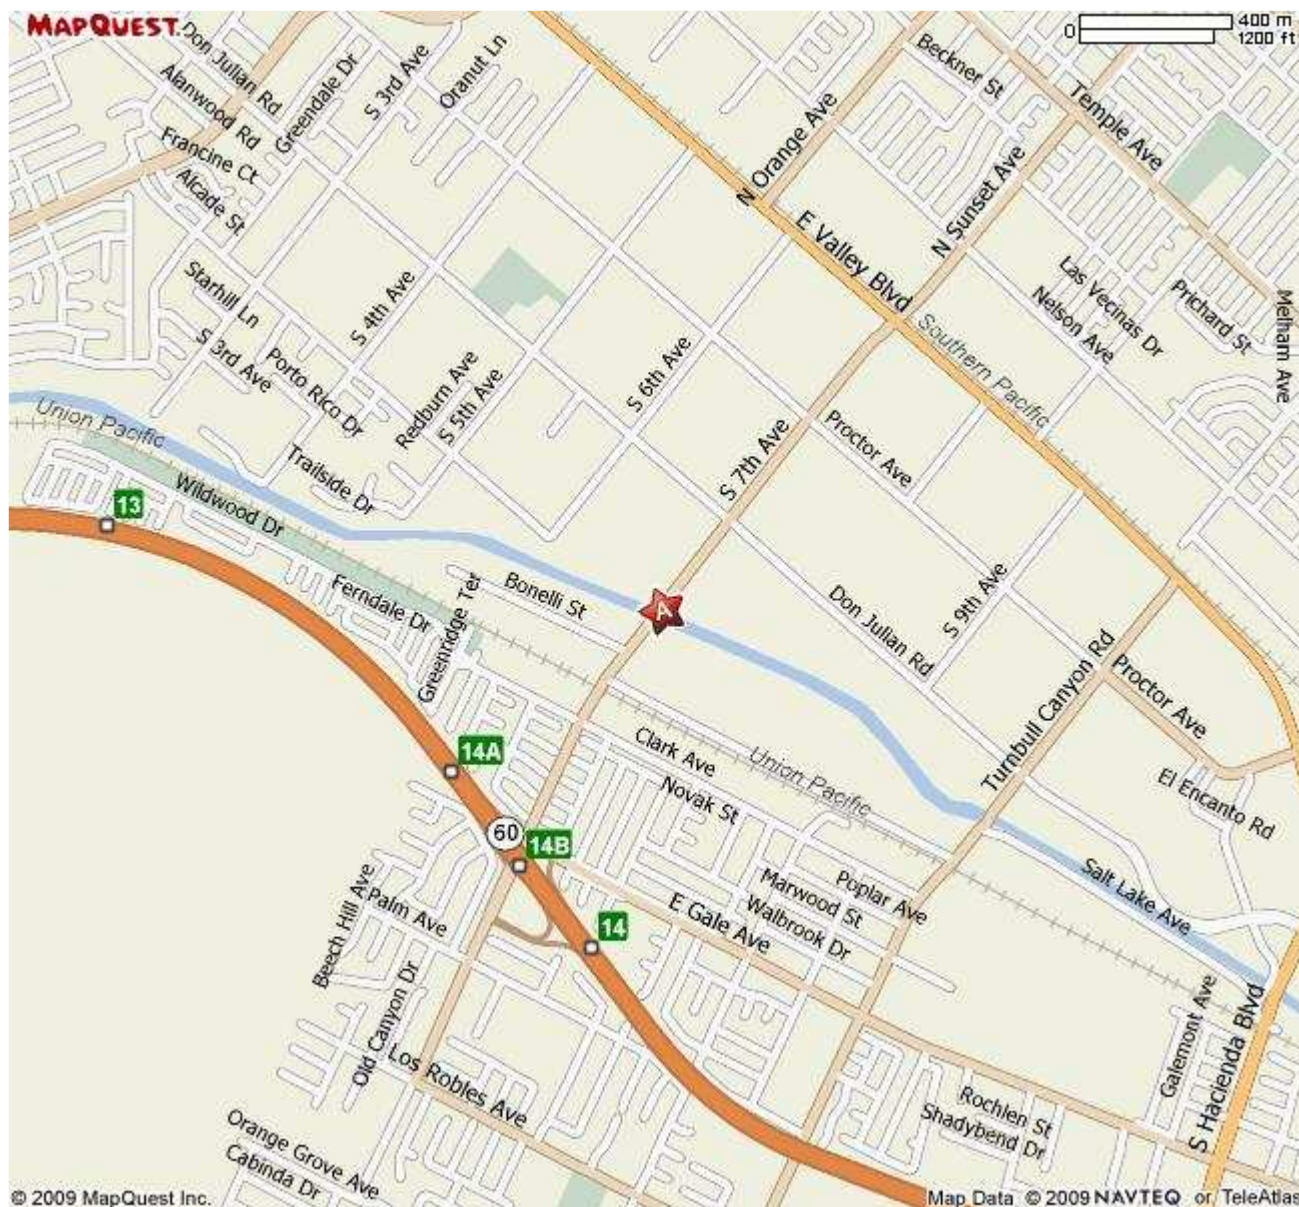 MAPQUEST.
400 m
0
1200 ft
Don Julian Rd
Alanwood Rd
Francine Ct
Alcade St
Greendale Dr
S 3rd Ave
Oranut Ln
Beckner St
Temple Ave
N Orange Ave
N Sunset Ave
E Valley Blvd
Las Vecinas Dr
Nelson Ave
Prichard St
Melham Ave
Southern Pacific
Starhill Ln
S 3rd Ave
S 4th Ave
Porto Rico Dr
Redburn Ave
S 5th Ave
S 6th Ave
S 7th Ave
Proctor Ave
Union Pacific
Trailside Dr
Wildwood Dr
13
Ferndale Dr
Greenridge Ter
Bonelli St
A
Don Julian Rd
S 9th Ave
Turnbull Canyon Rd
Proctor Ave
El Encanto Rd
14A
Clark Ave
Union Pacific
Novak St
60
14B
Beech Hill Ave
Palm Ave
14
E Gale Ave
Poplar Ave
Marwood St
Walbrook Dr
Salt Lake Ave
Old Canyon Dr
Los Robles Ave
Galemont Ave
S Hacienda Blvd
Rochlen St
Shadybend Dr
Orange Grove Ave
Cabinda Dr
© 2009 MapQuest Inc.
Map Data © 2009 NAVTEQ or TeleAtlas